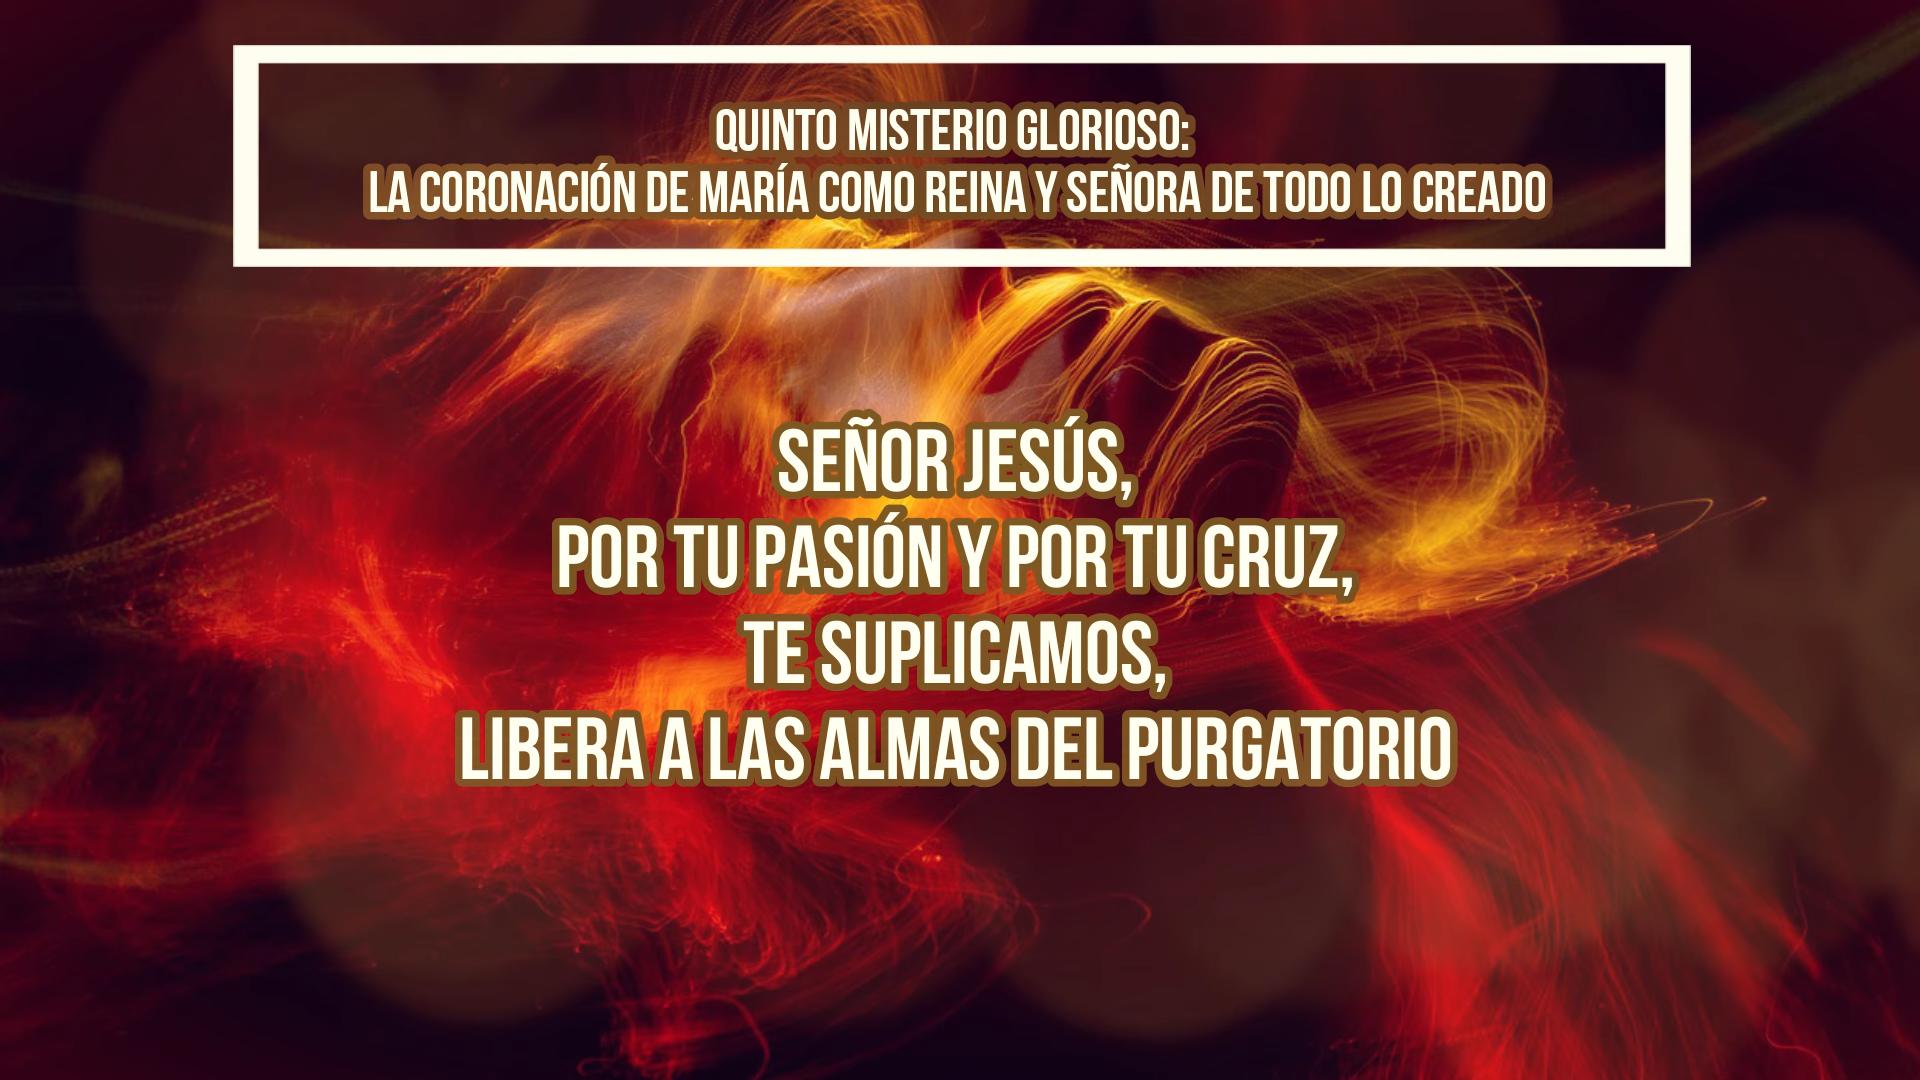 QUINTO MISTERIO GLORIOSO:
LA CORONACIÓN DE MARÍA COMO REINA Y SEÑORA DE TODO LO CREADO
SEÑOR JESÚS,
POR TU PASIÓN Y POR TU CRUZ,
TE SUPLICAMOS,
LIBERA A LAS ALMAS DEL PURGATORIO